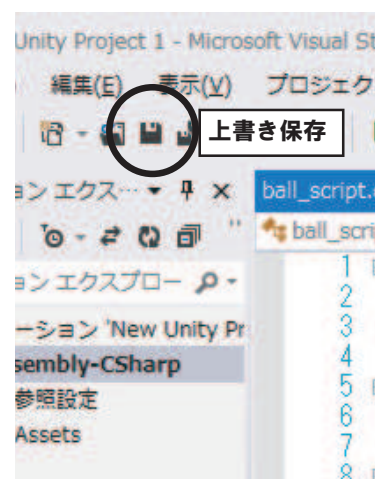 Unity Project 1 - Microsoft Visual St
編集(E) 表示(V) プロジェク
上書き保存
ョン エクス… ball_script.
ball_scri
ョン エクスプロー
ーション 'New Unity Pr
sembly-CSharp
参照設定
Assets
1
2
3
4
5
6
7
8